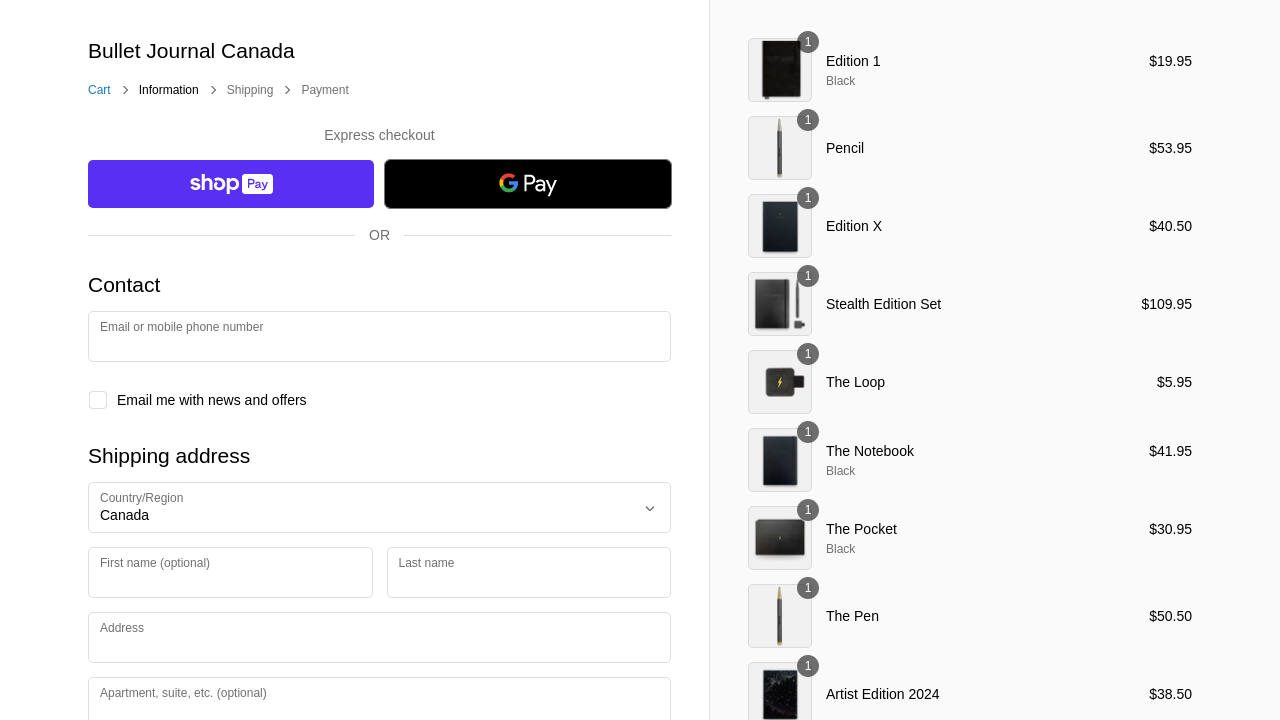 Bullet Journal Canada
Cart
Information
Shipping
Payment
Express checkout
shop Pay
G Pay
OR
Contact
Email or mobile phone number
Email me with news and offers
Shipping address
Country/Region
Canada
First name (optional)
Last name
Address
Apartment, suite, etc. (optional)
1
Edition 1
Black
$19.95
1
Pencil
$53.95
1
Edition X
$40.50
1
Stealth Edition Set
$109.95
1
The Loop
$5.95
1
The Notebook
Black
$41.95
1
The Pocket
Black
$30.95
1
The Pen
$50.50
1
Artist Edition 2024
$38.50